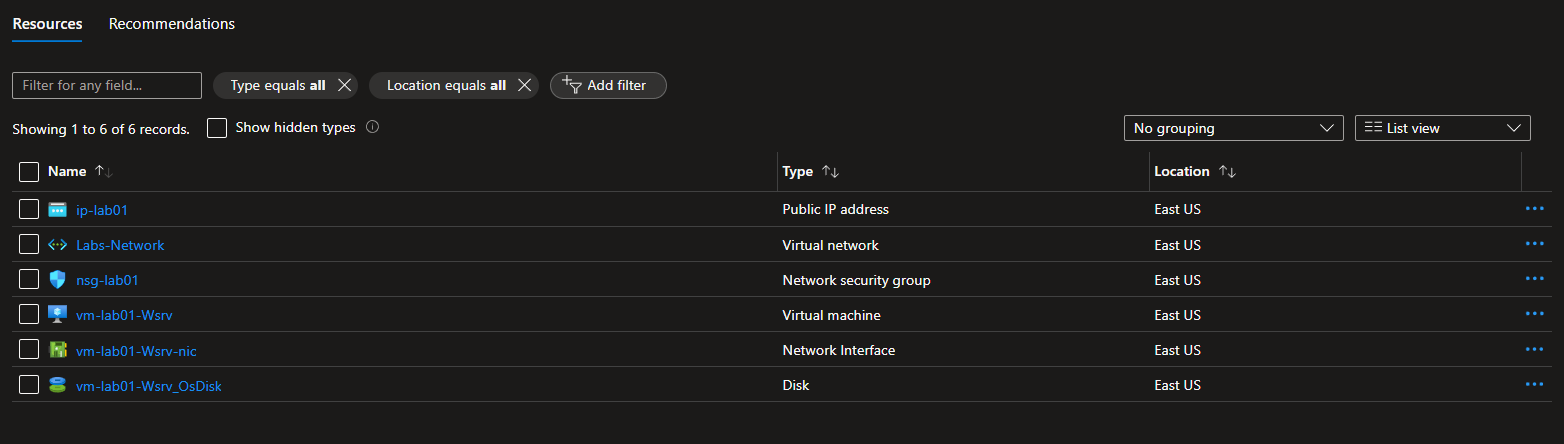 Resources Recommendations
Filter for any field... Type equals all Location equals all Add filter
Showing 1 to 6 of 6 records. Show hidden types No grouping List view
Name Type Location
ip-lab01 Public IP address East US
Labs-Network Virtual network East US
nsg-lab01 Network security group East US
vm-lab01-Wsrv Virtual machine East US
vm-lab01-Wsrv-nic Network Interface East US
vm-lab01-Wsrv_OsDisk Disk East US